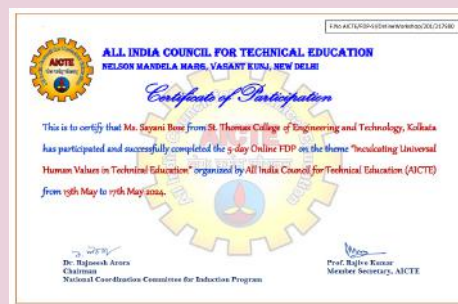 ALL INDIA COUNCIL FOR TECHNICAL EDUCATION
NELSON MANDELA MARG, VASANT KUNJ, NEW DELHI
AICTE
Certificate of Participation
This is to certify that Ms. Sayani Bose from St. Thomas College of Engineering and Technology, Kolkata
has participated and successfully completed the 5-day Online FDP on the theme "Inculcating Universal
Human Values in Technical Education" organized by All India Council for Technical Education (AICTE)
from 13th May to 17th May 2024.
Dr. Rajneesh Arora
Chairman
National Coordination Committee for Induction Program
Prof. Rajive Kumar
Member Secretary, AICTE